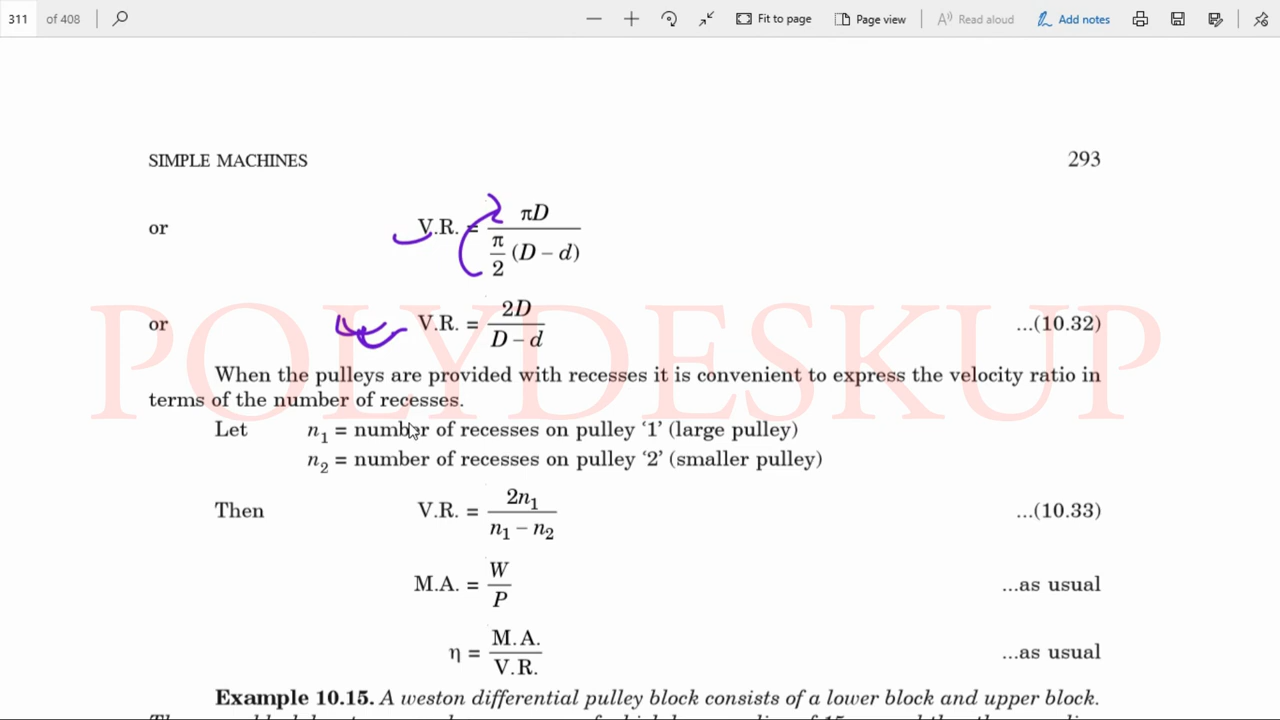 311 of 408 Fit to page Page view Read aloud Add notes
SIMPLE MACHINES 293
or V.R. = πD / π/2 (D – d)
or V.R. = 2D / D – d ...(10.32)
POLYDESKUP
When the pulleys are provided with recesses it is convenient to express the velocity ratio in
terms of the number of recesses.
Let n₁ = number of recesses on pulley ‘1’ (large pulley)
n₂ = number of recesses on pulley ‘2’ (smaller pulley)
Then V.R. = 2n₁ / n₁ – n₂ ...(10.33)
M.A. = W / P ...as usual
η = M.A. / V.R. ...as usual
Example 10.15. A weston differential pulley block consists of a lower block and upper block.